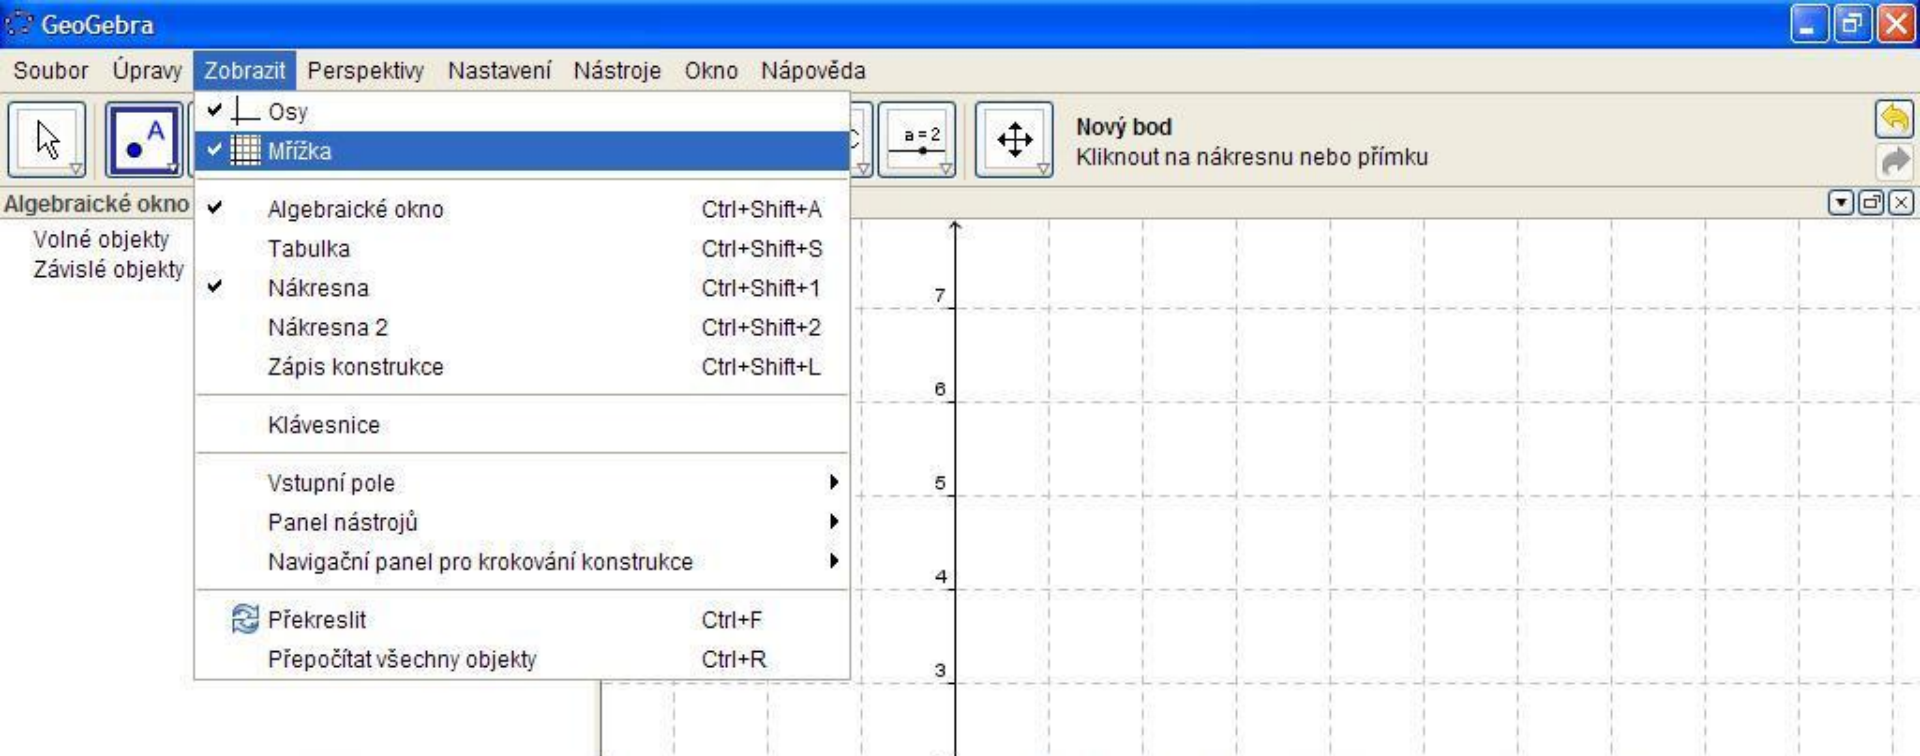 GeoGebra
Soubor Úpravy Zobrazit Perspektivy Nastavení Nástroje Okno Nápověda
A
a=2
Nový bod
Kliknout na nákresnu nebo přímku
Osy
Mřížka
Algebraické okno
Volné objekty
Závislé objekty
Algebraické okno Ctrl+Shift+A
Tabulka Ctrl+Shift+S
Nákresna Ctrl+Shift+1
Nákresna 2 Ctrl+Shift+2
Zápis konstrukce Ctrl+Shift+L
Klávesnice
Vstupní pole
Panel nástrojů
Navigační panel pro krokování konstrukce
Překreslit Ctrl+F
Přepočítat všechny objekty Ctrl+R
7
6
5
4
3